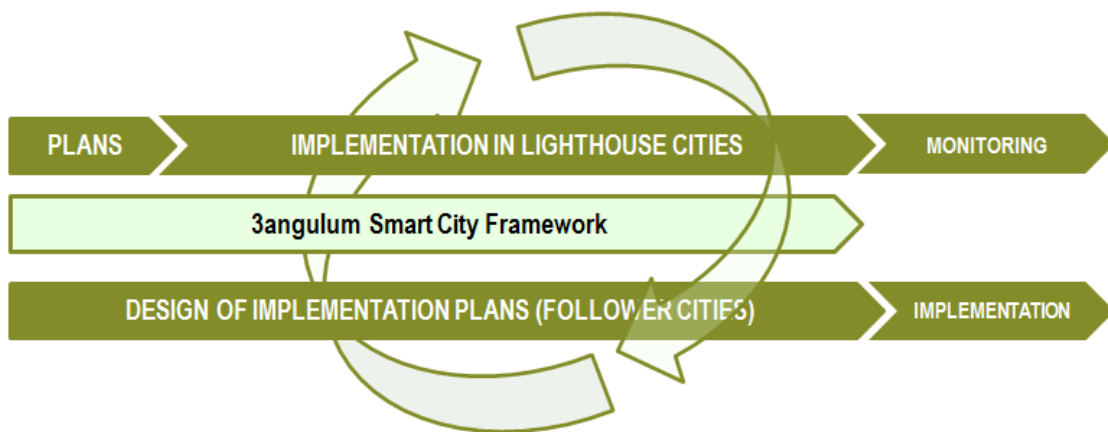 PLANS
IMPLEMENTATION IN LIGHTHOUSE CITIES
MONITORING
3angulum Smart City Framework
DESIGN OF IMPLEMENTATION PLANS (FOLLOWER CITIES)
IMPLEMENTATION